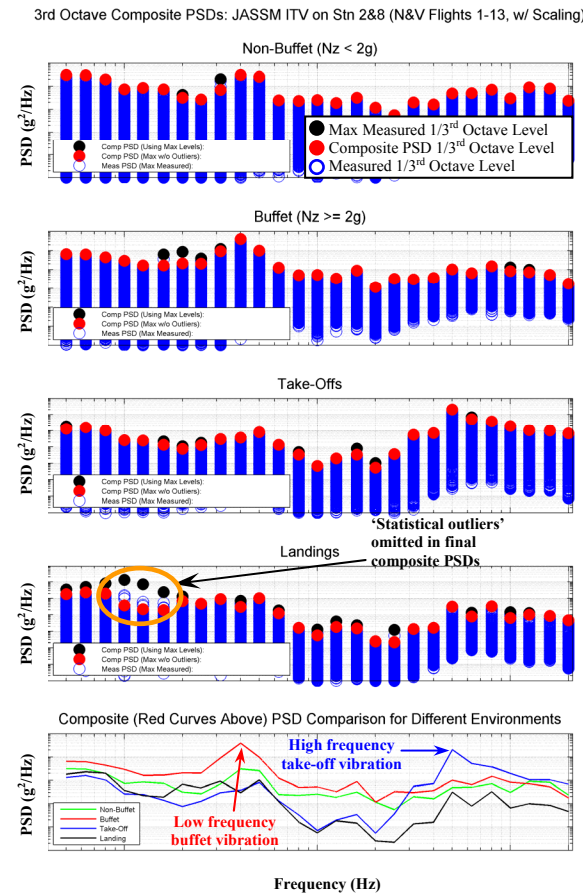 3rd Octave Composite PSDs: JASSM ITV on Stn 2&8 (N&V Flights 1-13, w/ Scaling)
Non-Buffet (Nz < 2g)
PSD (g²/Hz)
Max Measured 1/3rd Octave Level
Composite PSD 1/3rd Octave Level
Measured 1/3rd Octave Level
Comp PSD (Using Max Levels):
Comp PSD (Max w/o Outliers):
Meas PSD (Max Measured):
Buffet (Nz >= 2g)
PSD (g²/Hz)
Comp PSD (Using Max Levels):
Comp PSD (Max w/o Outliers):
Meas PSD (Max Measured):
Take-Offs
PSD (g²/Hz)
Comp PSD (Using Max Levels):
Comp PSD (Max w/o Outliers):
Meas PSD (Max Measured):
‘Statistical outliers’
omitted in final
composite PSDs
Landings
PSD (g²/Hz)
Comp PSD (Using Max Levels):
Comp PSD (Max w/o Outliers):
Meas PSD (Max Measured):
Composite (Red Curves Above) PSD Comparison for Different Environments
PSD (g²/Hz)
High frequency
take-off vibration
Non-Buffet
Buffet
Take-Off
Landing
Low frequency
buffet vibration
Frequency (Hz)